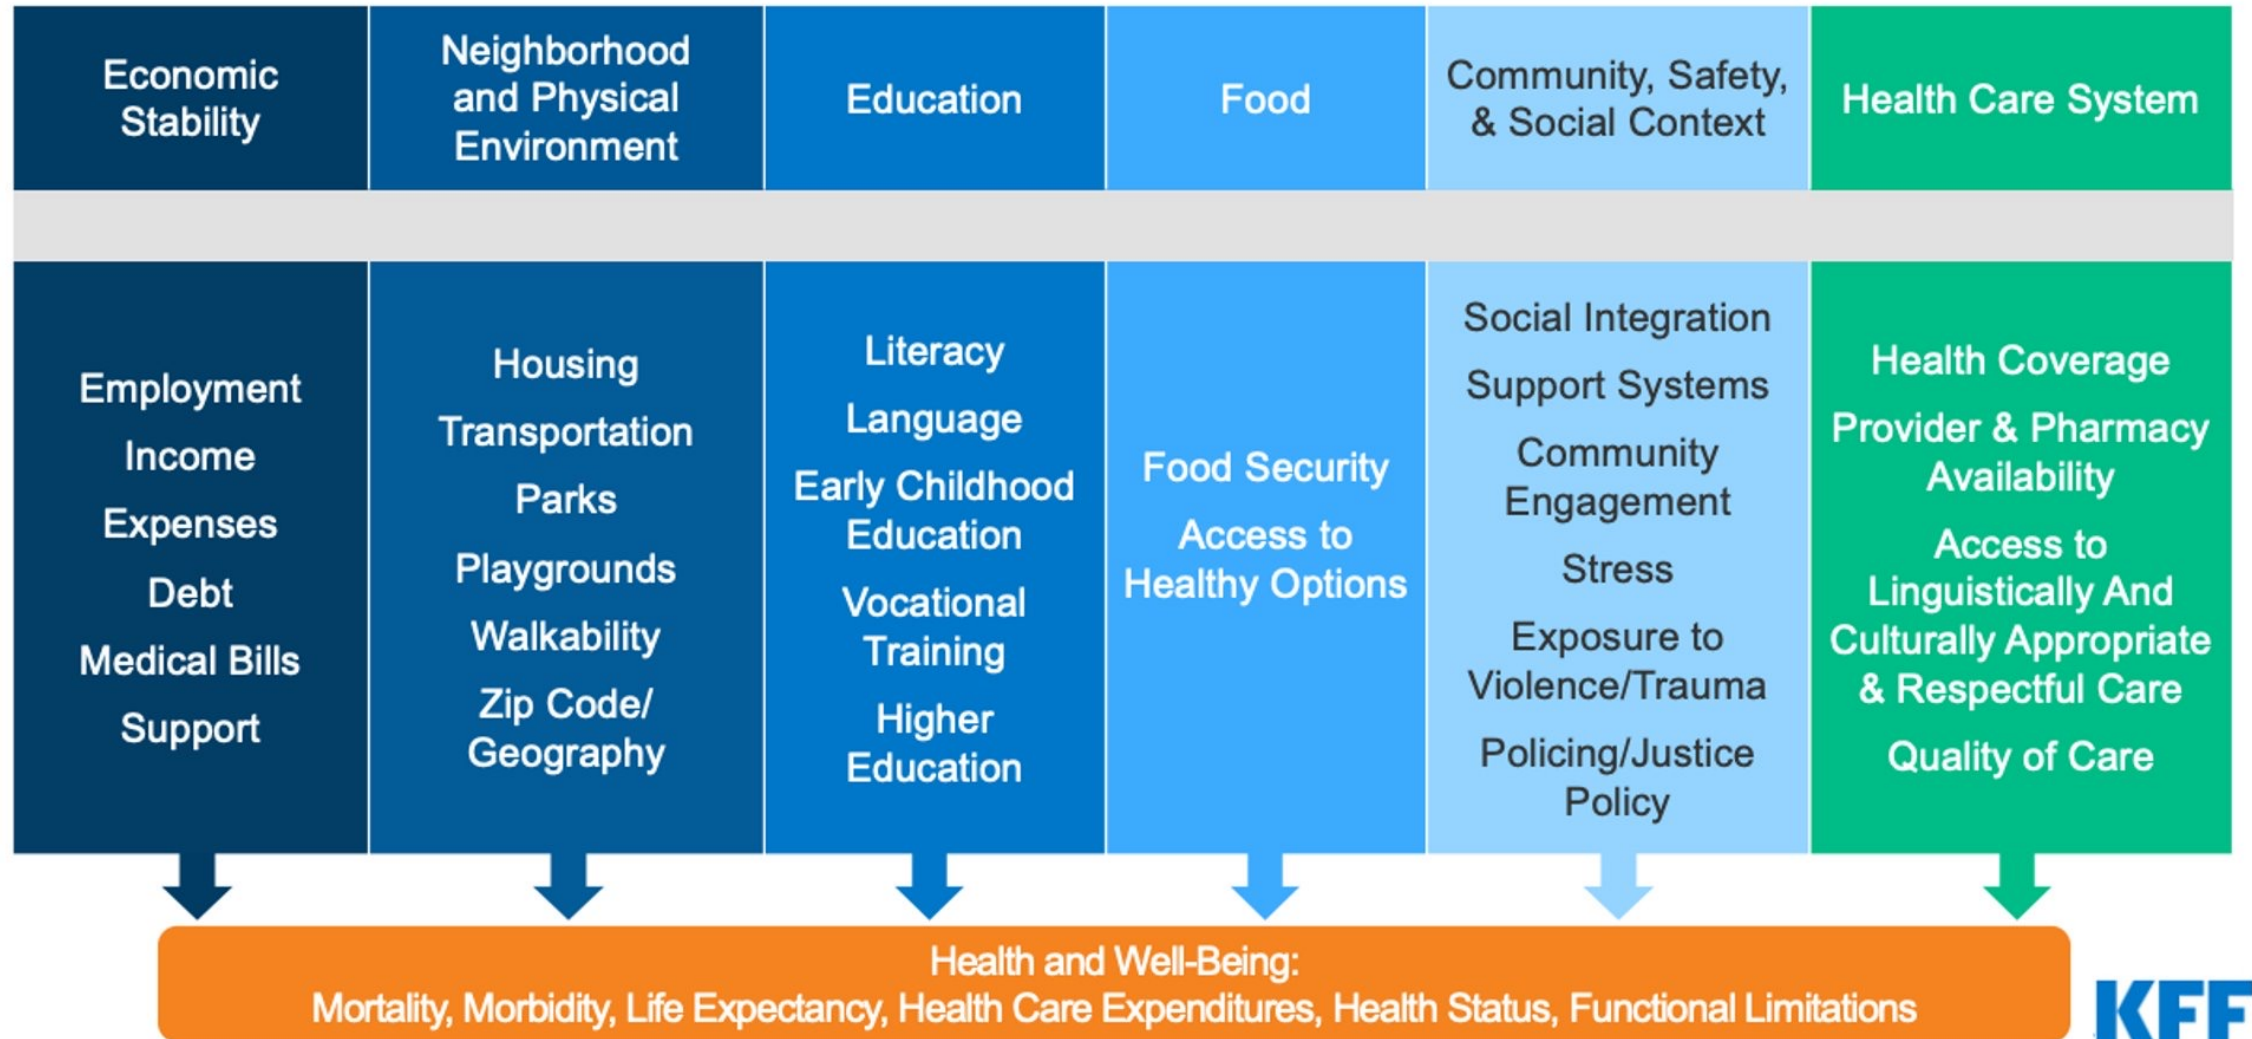 Economic
Stability
Neighborhood
and Physical
Environment
Education
Food
Community, Safety,
& Social Context
Health Care System
Employment
Income
Expenses
Debt
Medical Bills
Support
Housing
Transportation
Parks
Playgrounds
Walkability
Zip Code/
Geography
Literacy
Language
Early Childhood
Education
Vocational
Training
Higher
Education
Food Security
Access to
Healthy Options
Social Integration
Support Systems
Community
Engagement
Stress
Exposure to
Violence/Trauma
Policing/Justice
Policy
Health Coverage
Provider & Pharmacy
Availability
Access to
Linguistically And
Culturally Appropriate
& Respectful Care
Quality of Care
Health and Well-Being:
Mortality, Morbidity, Life Expectancy, Health Care Expenditures, Health Status, Functional Limitations
KFF